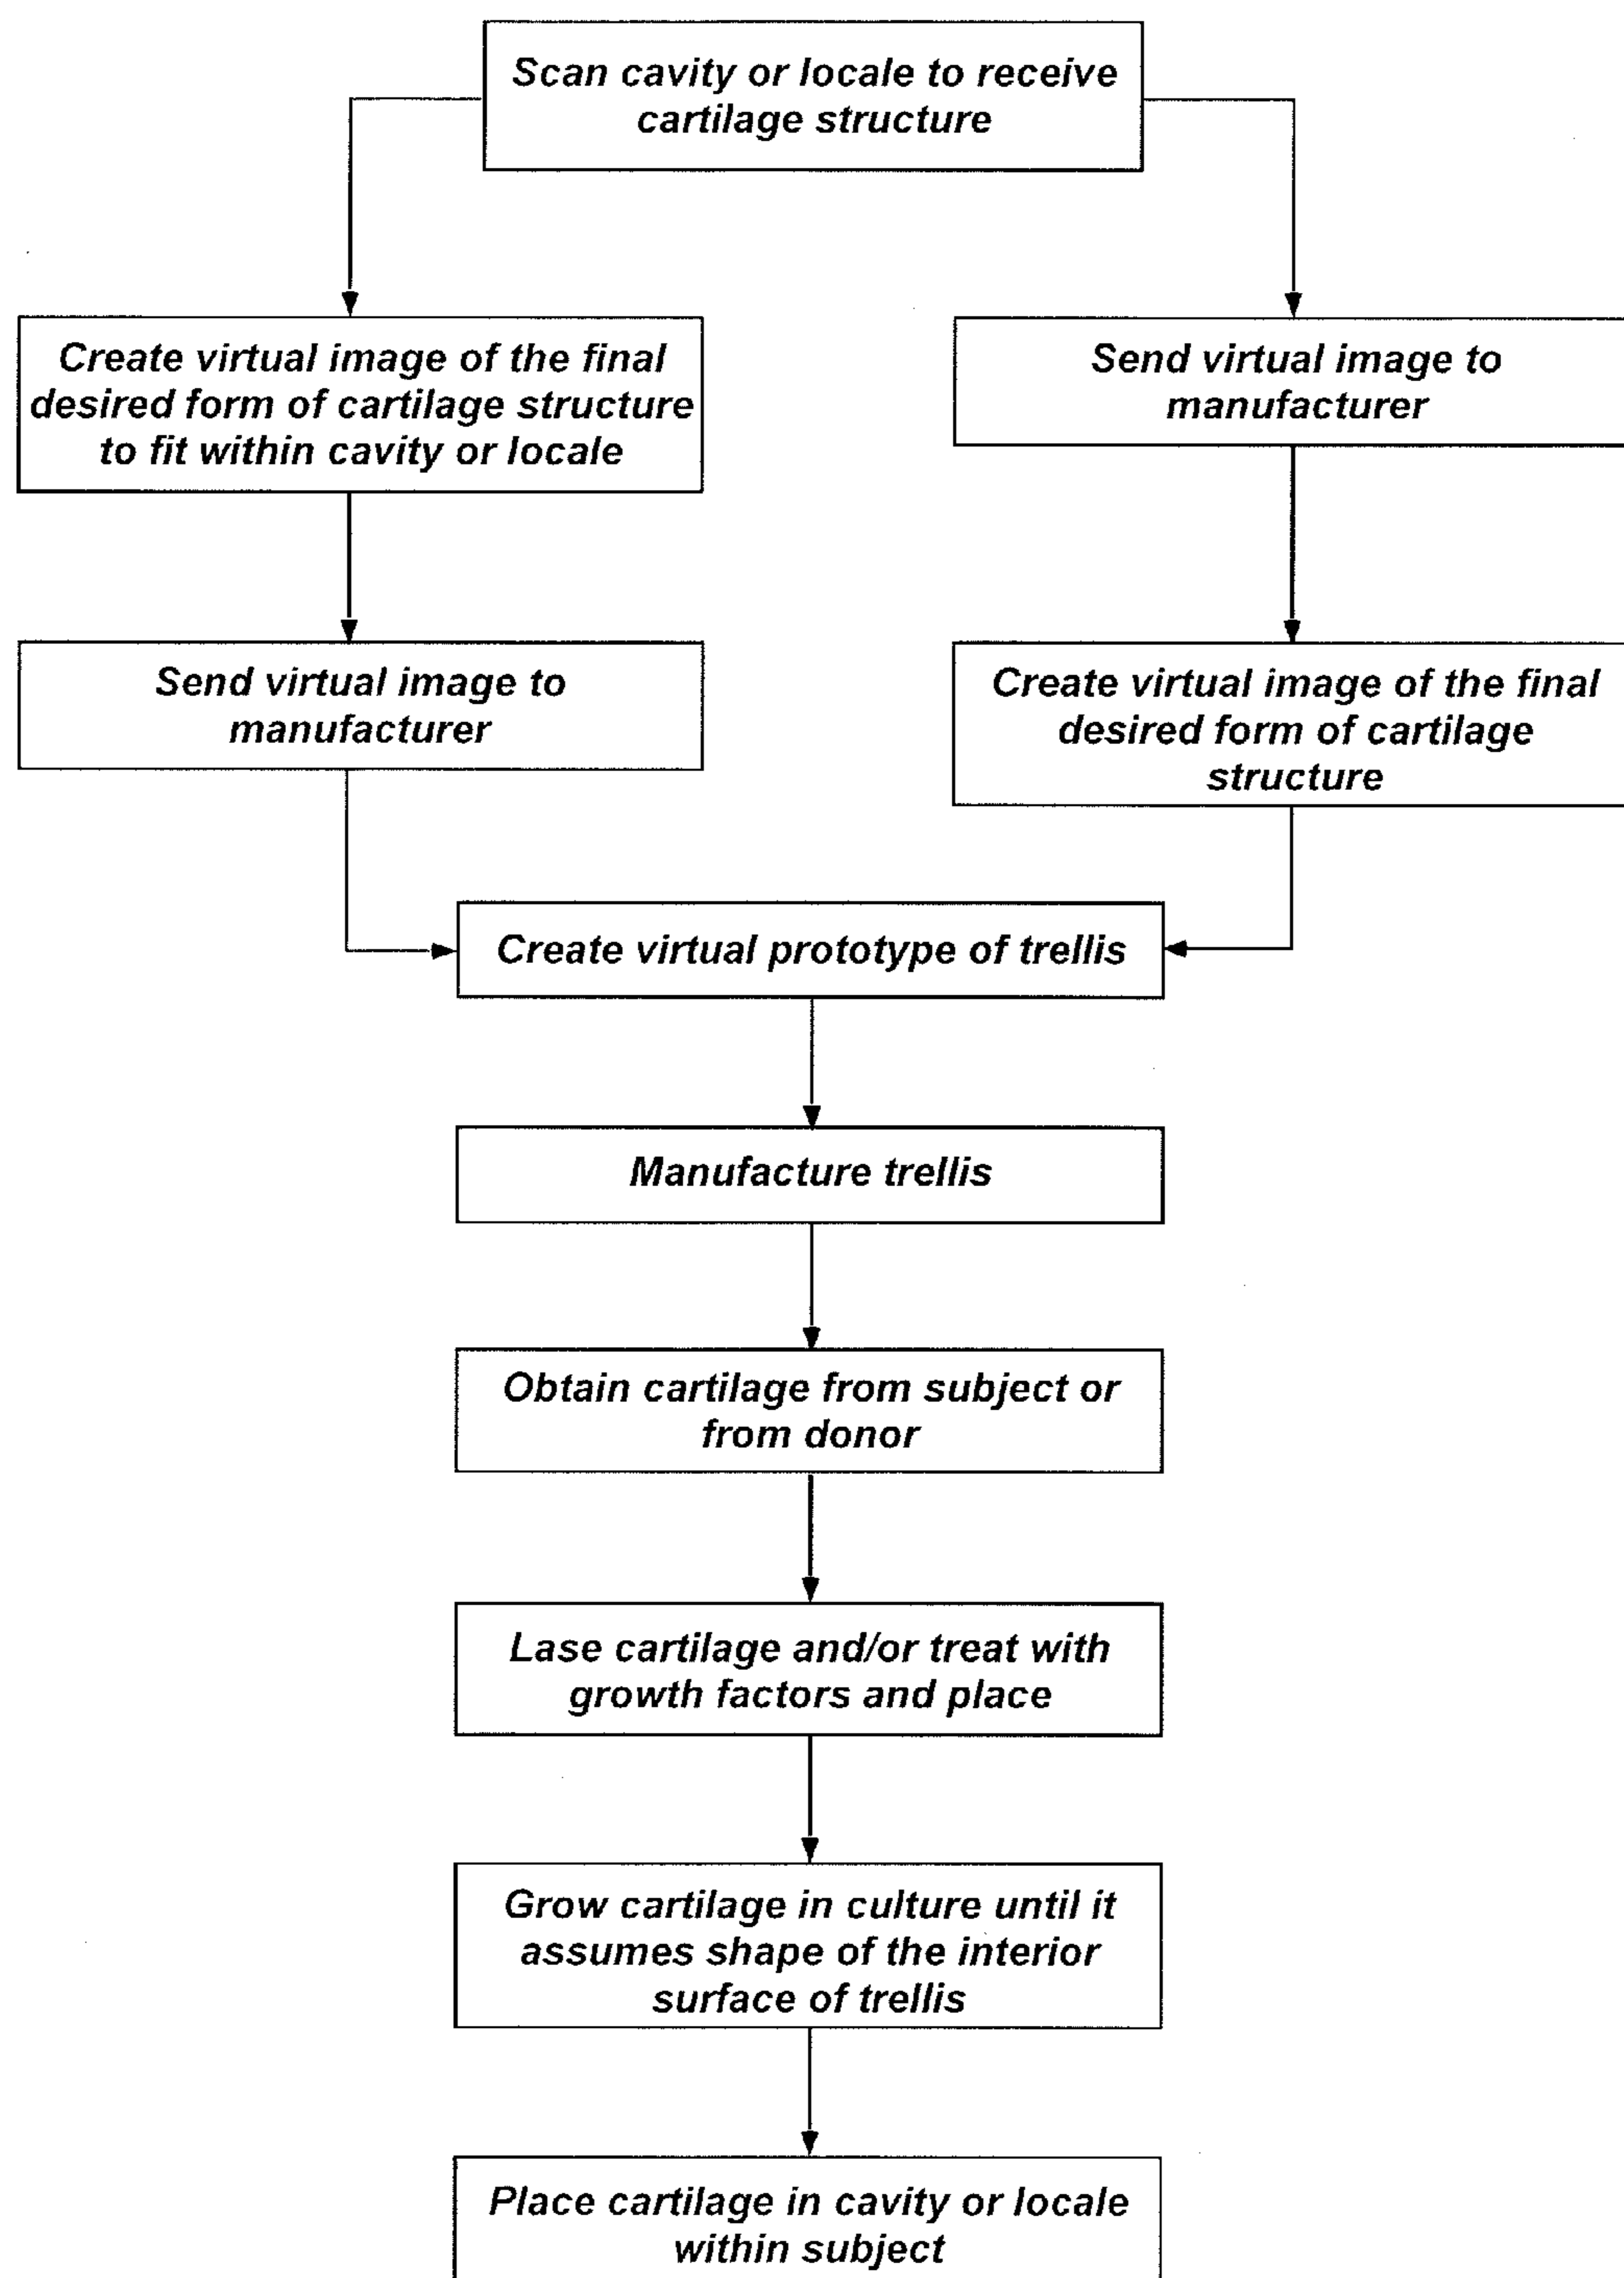 Scan cavity or locale to receive
cartilage structure
Create virtual image of the final
desired form of cartilage structure
to fit within cavity or locale
Send virtual image to
manufacturer
Send virtual image to
manufacturer
Create virtual image of the final
desired form of cartilage
structure
Create virtual prototype of trellis
Manufacture trellis
Obtain cartilage from subject or
from donor
Lase cartilage and/or treat with
growth factors and place
Grow cartilage in culture until it
assumes shape of the interior
surface of trellis
Place cartilage in cavity or locale
within subject